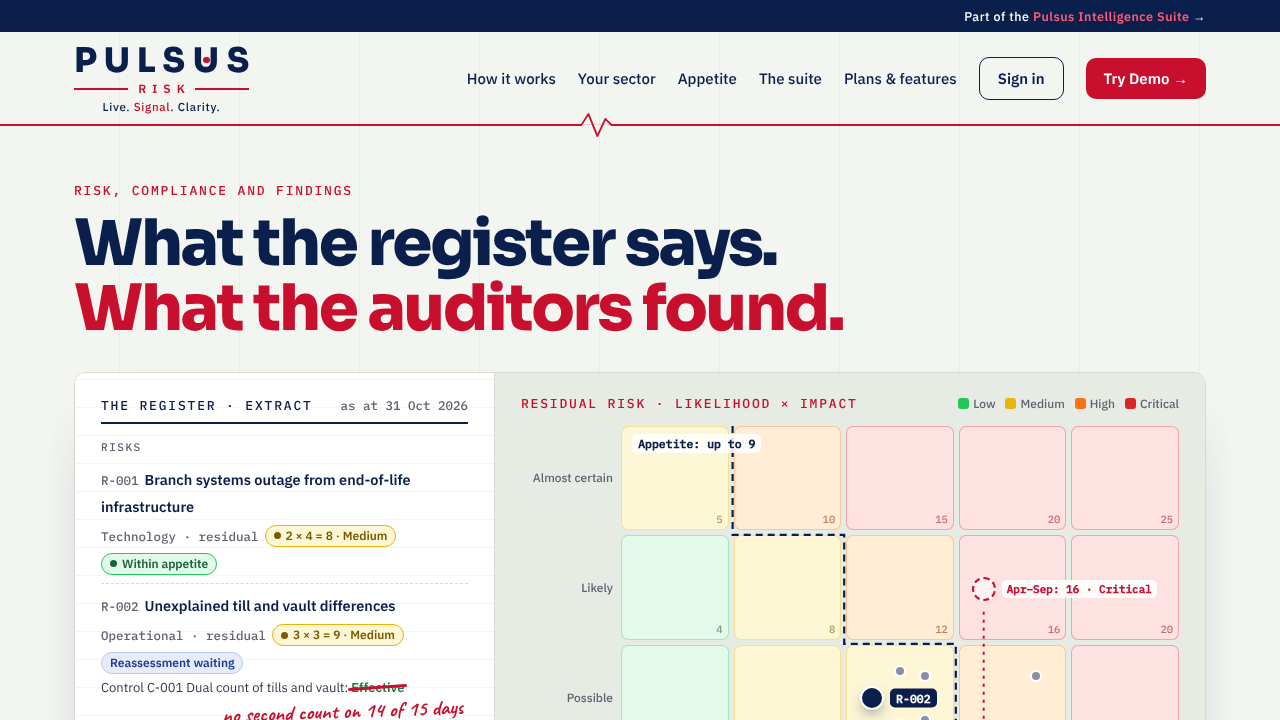 Part of the Pulsus Intelligence Suite →
PULSUS
RISK
Live. Signal. Clarity.
How it works
Your sector
Appetite
The suite
Plans & features
Sign in
Try Demo →
RISK, COMPLIANCE AND FINDINGS
What the register says.
What the auditors found.
THE REGISTER · EXTRACT
as at 31 Oct 2026
RISKS
R-001 Branch systems outage from end-of-life
infrastructure
Technology · residual 2 × 4 = 8 · Medium
Within appetite
R-002 Unexplained till and vault differences
Operational · residual 3 × 3 = 9 · Medium
Reassessment waiting
Control C-001 Dual count of tills and vault: Effective
no second count on 14 of 15 days
RESIDUAL RISK · LIKELIHOOD × IMPACT
Low
Medium
High
Critical
Appetite: up to 9
Almost certain
5
10
15
20
25
Likely
Apr–Sep: 16 · Critical
4
8
12
16
20
Possible
R-002